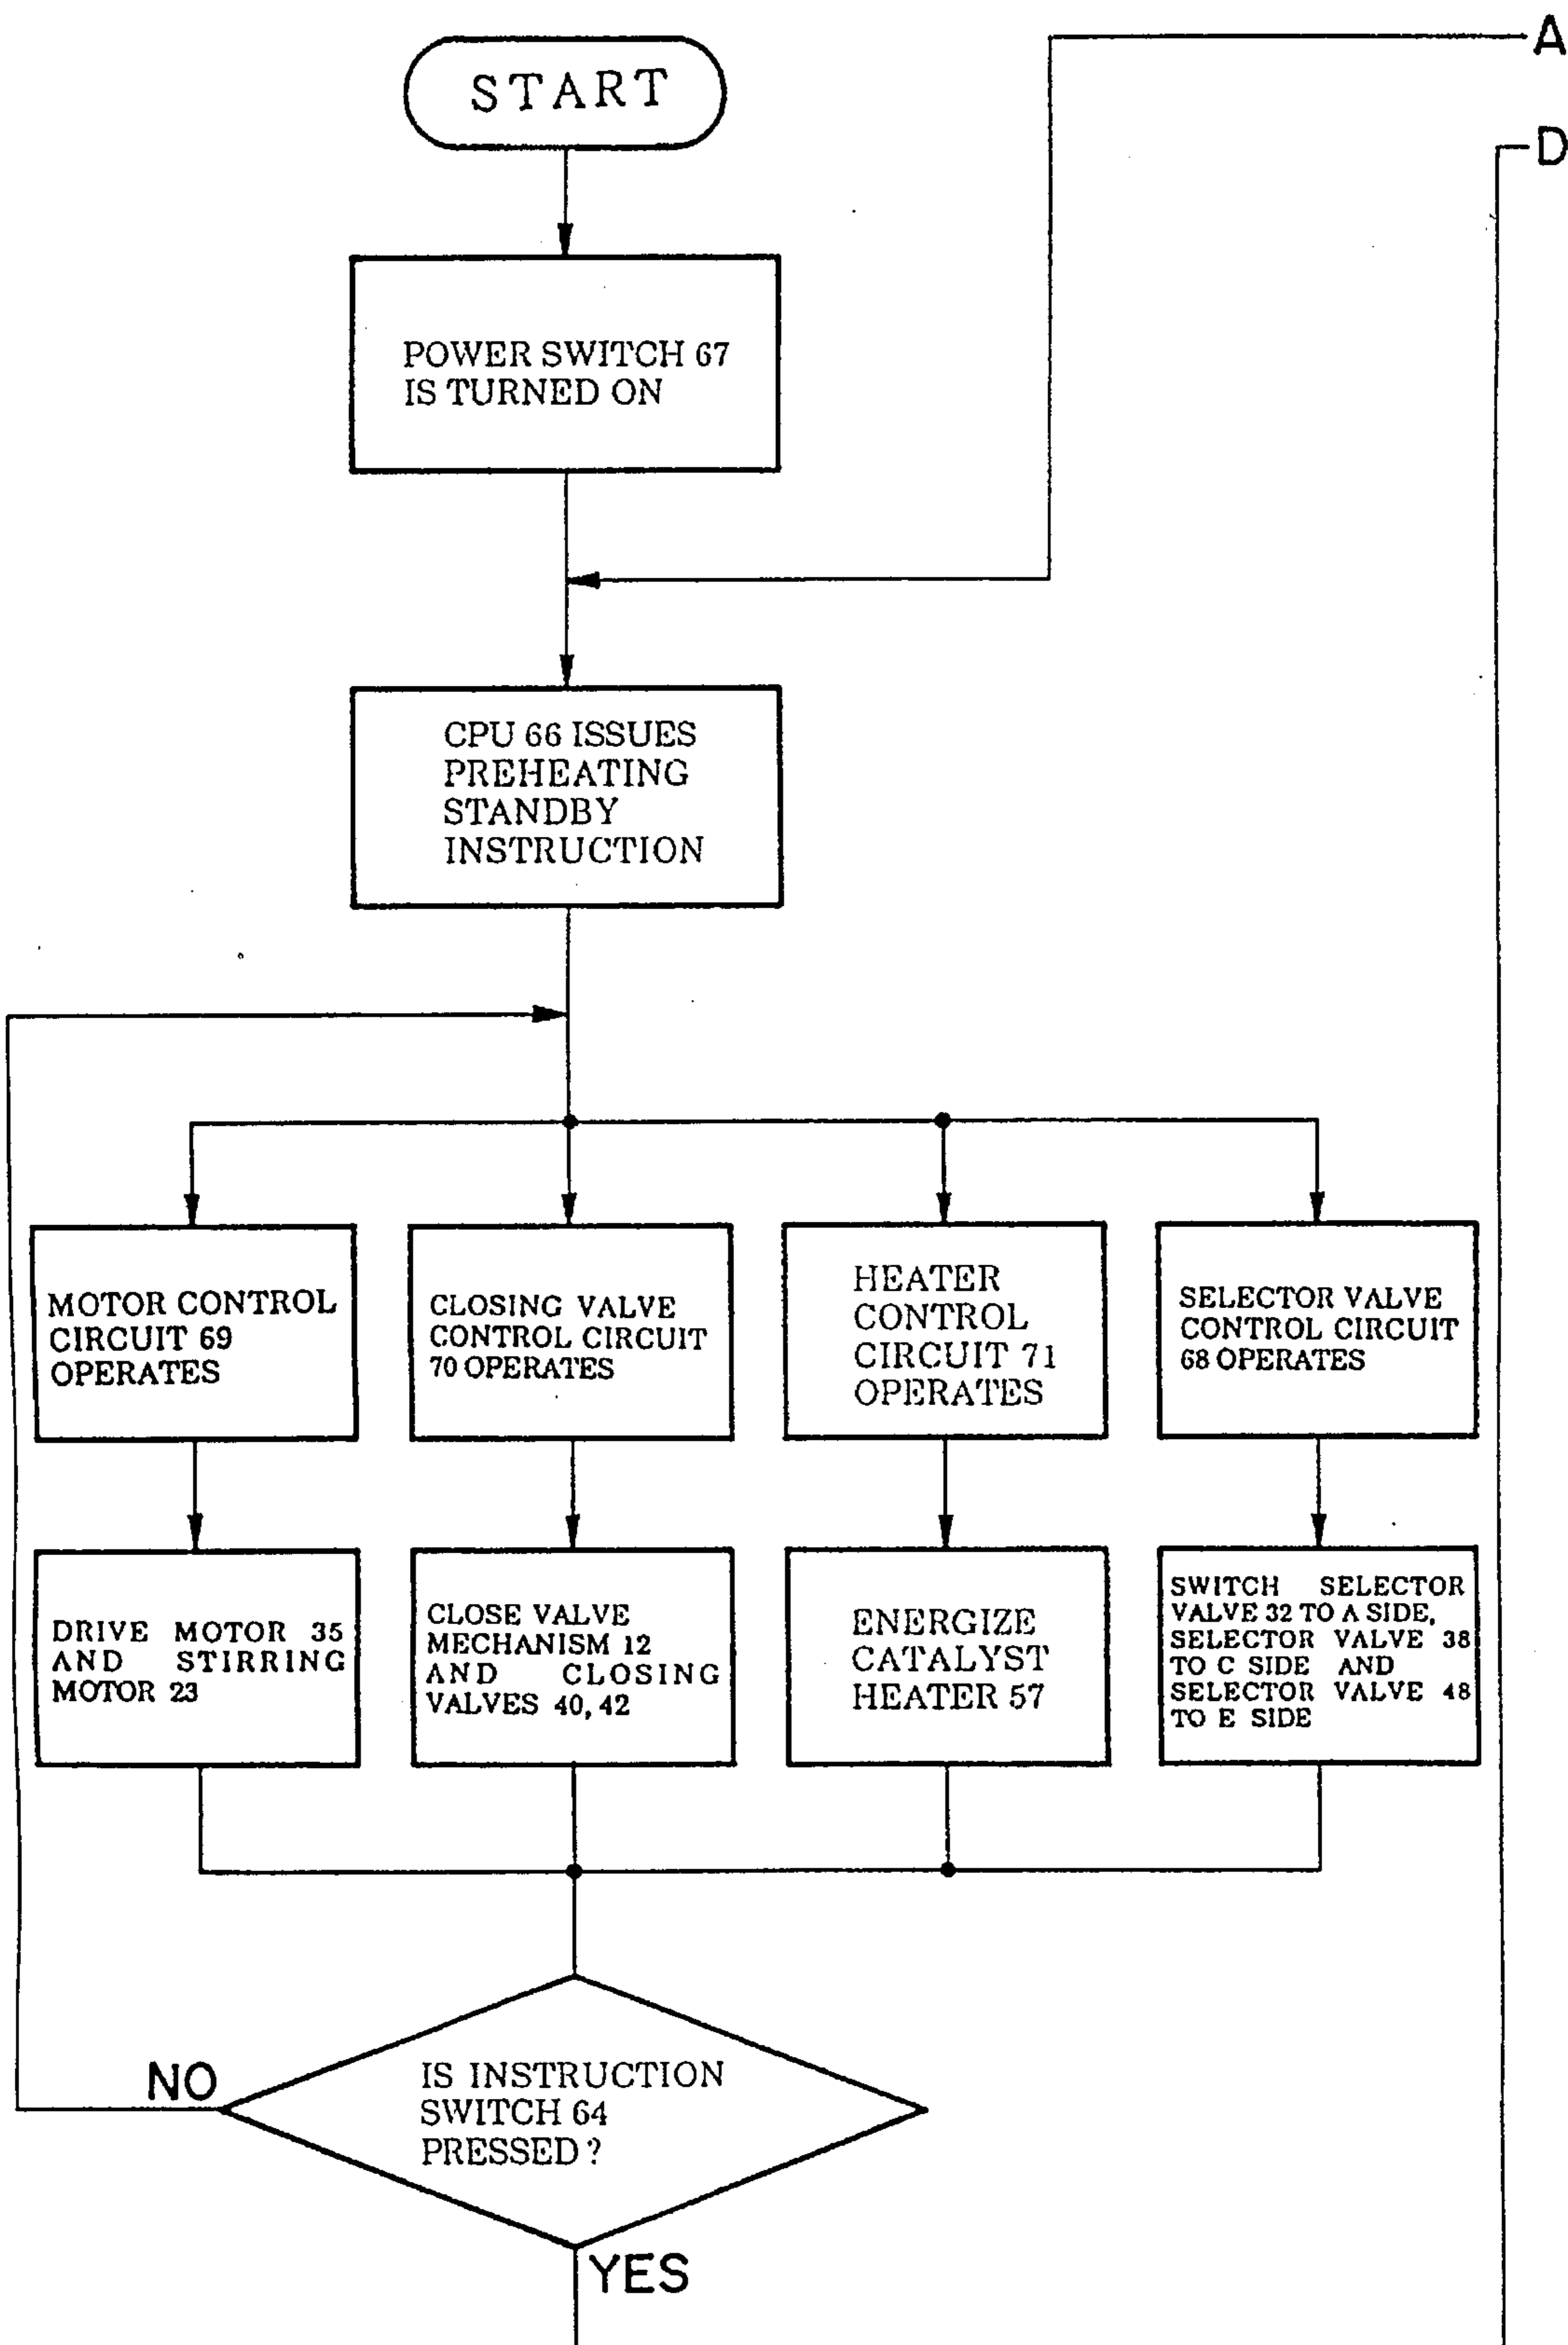 A
START
D
POWER SWITCH 67
IS TURNED ON
CPU 66 ISSUES
PREHEATING
STANDBY
INSTRUCTION
MOTOR CONTROL
CIRCUIT 69
OPERATES
CLOSING VALVE
CONTROL CIRCUIT
70 OPERATES
HEATER
CONTROL
CIRCUIT 71
OPERATES
SELECTOR VALVE
CONTROL CIRCUIT
68 OPERATES
DRIVE MOTOR 35
AND STIRRING
MOTOR 23
CLOSE VALVE
MECHANISM 12
AND CLOSING
VALVES 40, 42
ENERGIZE
CATALYST
HEATER 57
SWITCH SELECTOR
VALVE 32 TO A SIDE,
SELECTOR VALVE 38
TO C SIDE AND
SELECTOR VALVE 48
TO E SIDE
NO
IS INSTRUCTION
SWITCH 64
PRESSED ?
YES